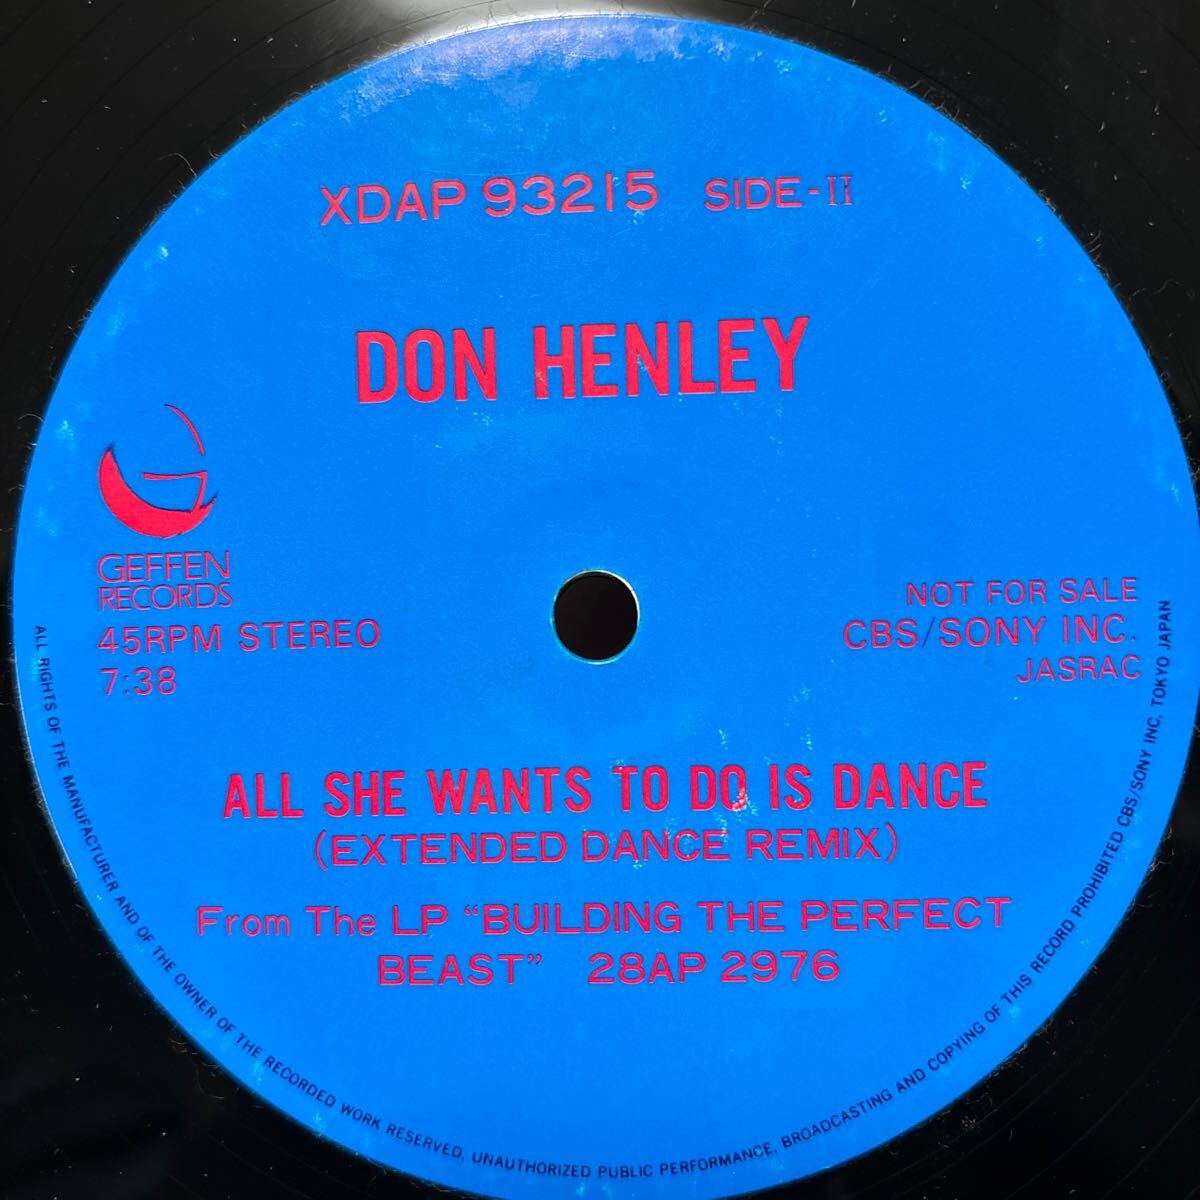 XDAP 93215 SIDE-II
DON HENLEY
GEFFEN
RECORDS
45RPM STEREO
7:38
NOT FOR SALE
CBS/SONY INC.
JASRAC
ALL SHE WANTS TO DO IS DANCE
(EXTENDED DANCE REMIX)
From The LP “BUILDING THE PERFECT
BEAST” 28AP 2976
ALL RIGHTS OF THE MANUFACTURER AND OF THE OWNER OF THE RECORDED WORK RESERVED. UNAUTHORIZED PUBLIC PERFORMANCE, BROADCASTING AND COPYING OF THIS RECORD PROHIBITED CBS/SONY INC. TOKYO JAPAN